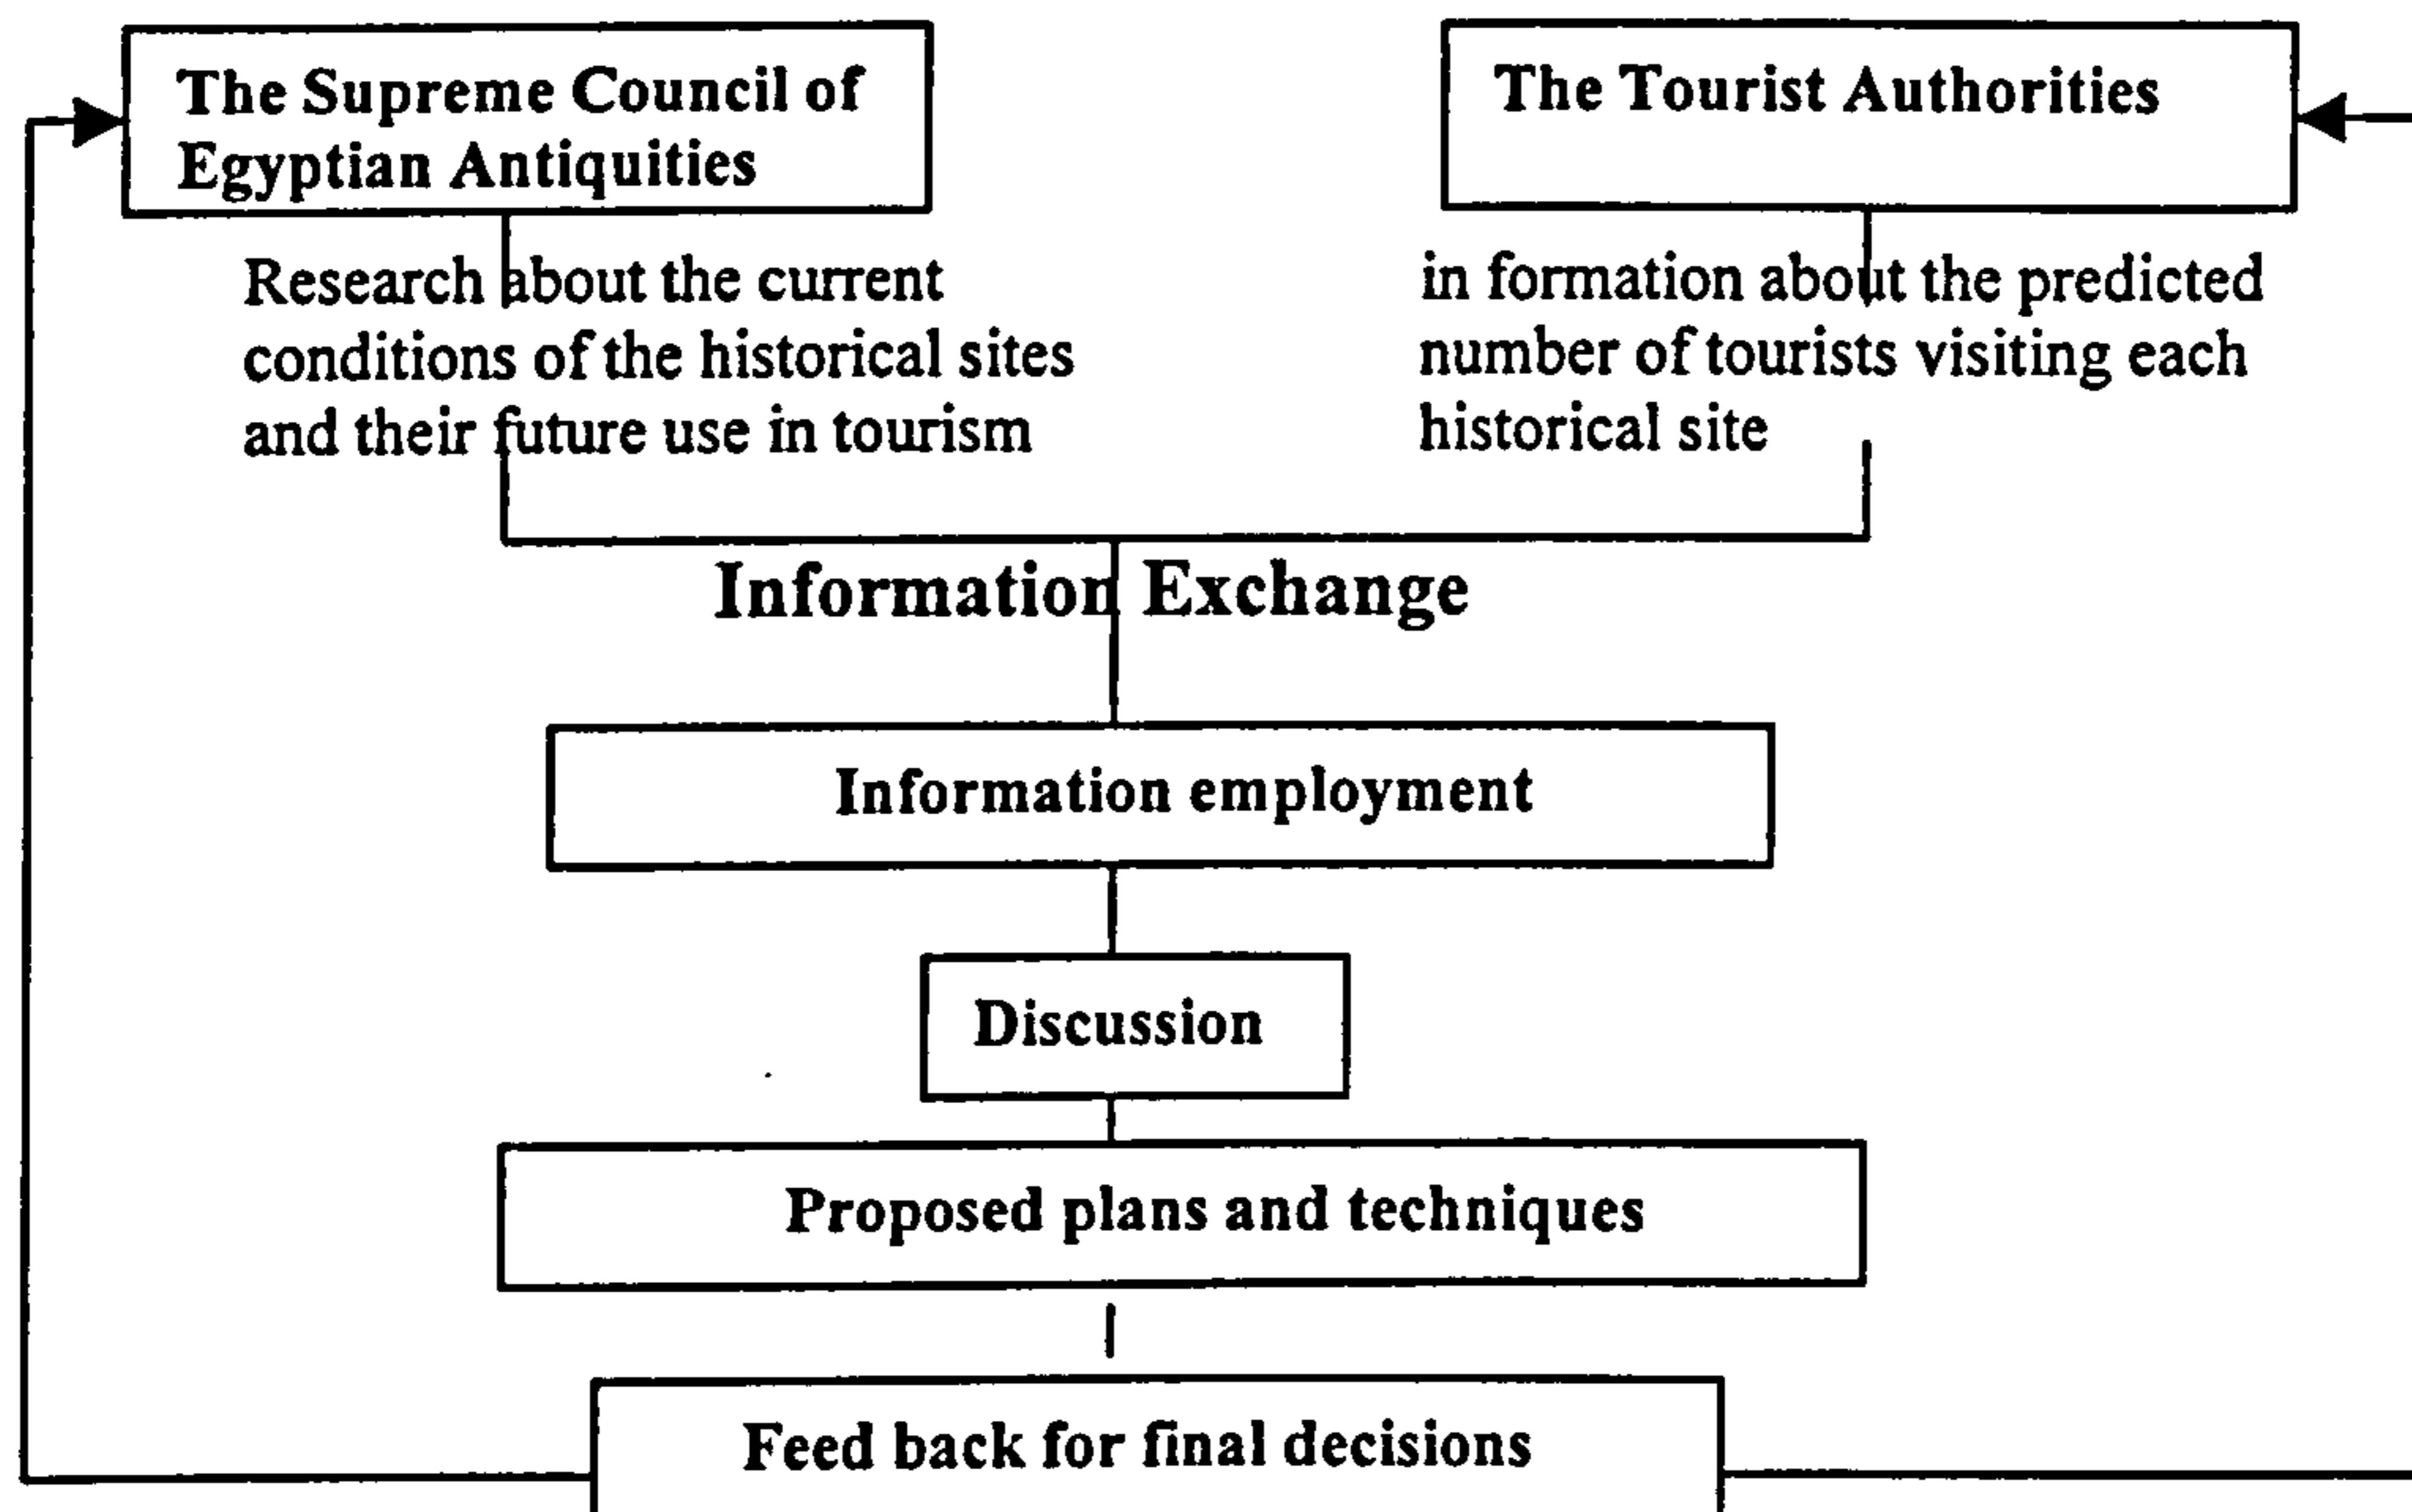 The Supreme Council of
Egyptian Antiquities
The Tourist Authorities
Research about the current
conditions of the historical sites
and their future use in tourism
in formation about the predicted
number of tourists visiting each
historical site
Information Exchange
Information employment
Discussion
Proposed plans and techniques
Feed back for final decisions